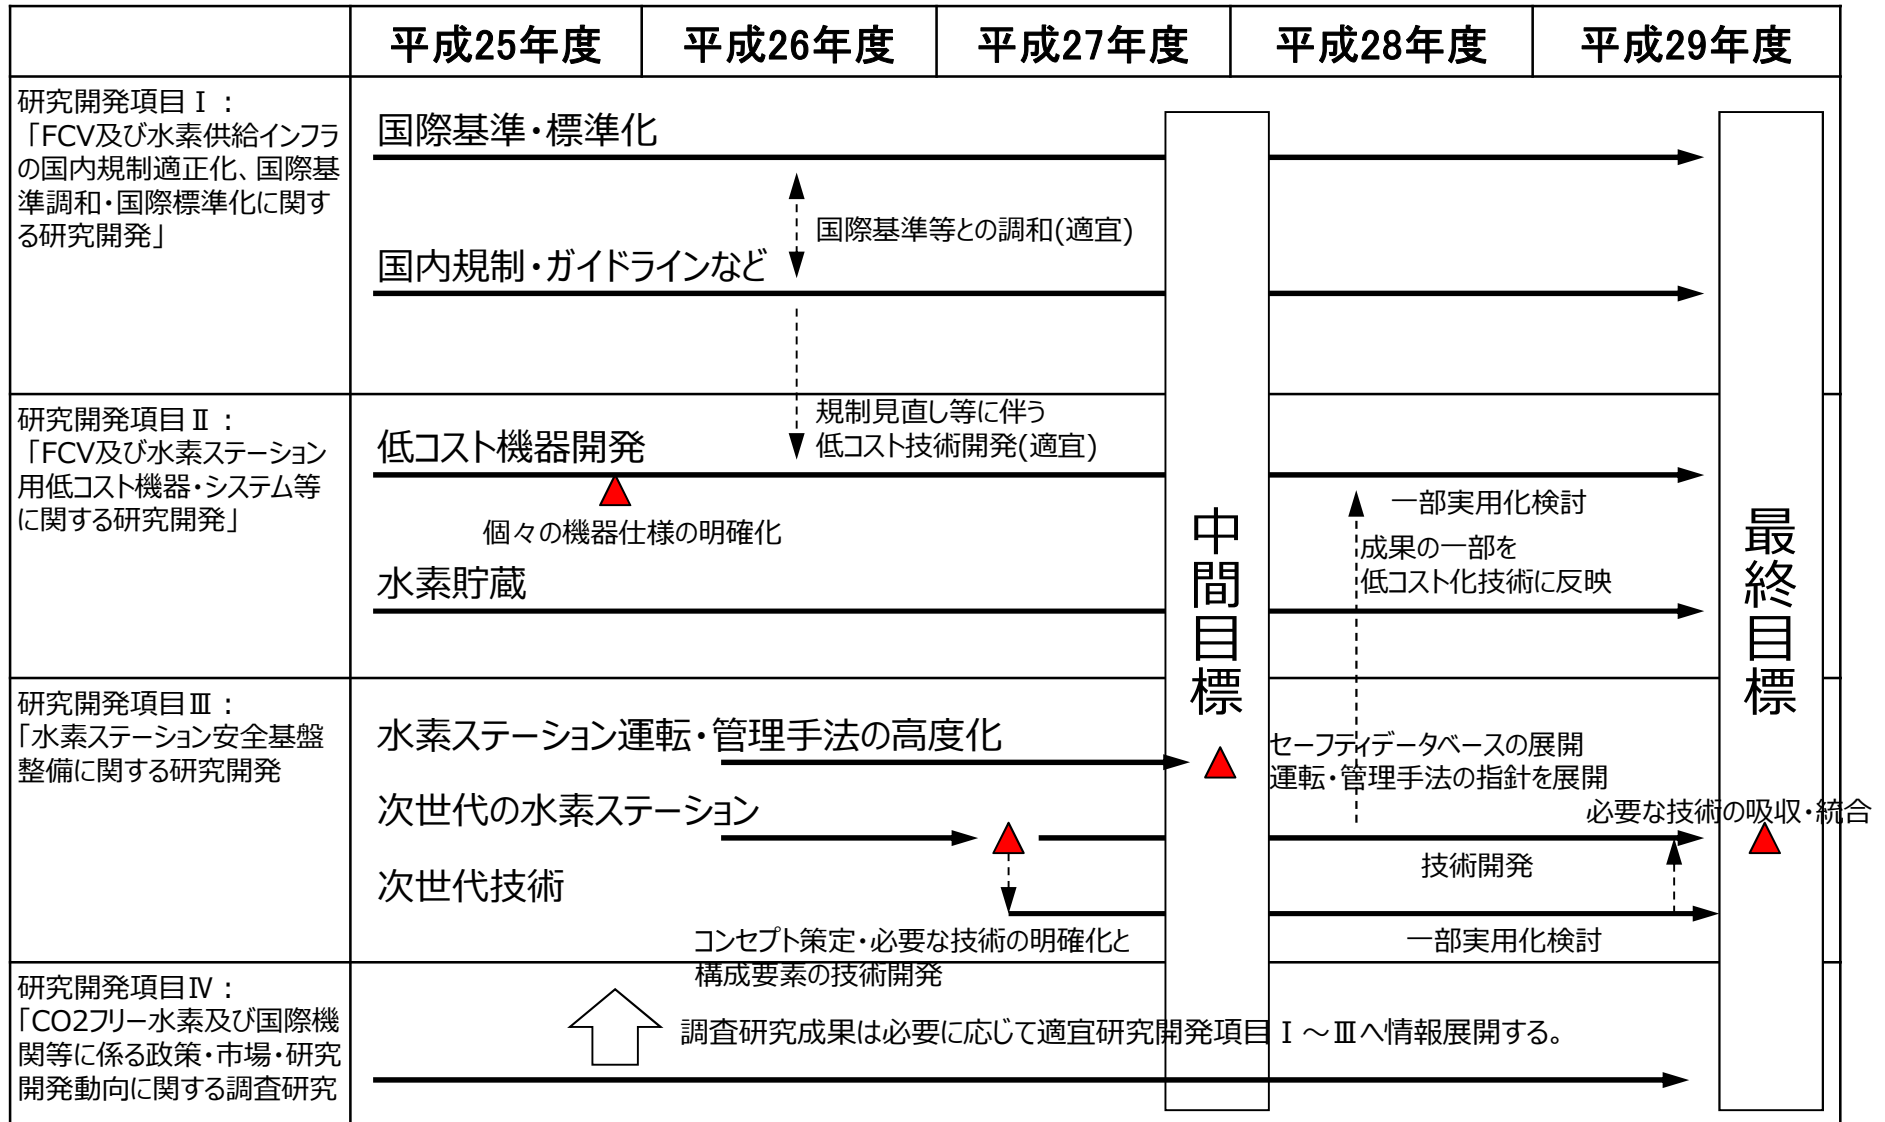 平成25年度
平成26年度
平成27年度
平成28年度
平成29年度
研究開発項目Ⅰ：
「FCV及び水素供給インフラ
の国内規制適正化、国際基
準調和・国際標準化に関す
る研究開発」
国際基準・標準化
国際基準等との調和(適宜)
国内規制・ガイドラインなど
研究開発項目Ⅱ：
「FCV及び水素ステーション
用低コスト機器・システム等
に関する研究開発」
規制見直し等に伴う
低コスト技術開発(適宜)
低コスト機器開発
一部実用化検討
個々の機器仕様の明確化
成果の一部を
低コスト化技術に反映
水素貯蔵
中間目標
最終目標
研究開発項目Ⅲ：
「水素ステーション安全基盤
整備に関する研究開発
水素ステーション運転・管理手法の高度化
セーフティデータベースの展開
運転・管理手法の指針を展開
次世代の水素ステーション
必要な技術の吸収・統合
技術開発
次世代技術
コンセプト策定・必要な技術の明確化と
構成要素の技術開発
一部実用化検討
研究開発項目Ⅳ：
「CO2フリー水素及び国際機
関等に係る政策・市場・研究
開発動向に関する調査研究
調査研究成果は必要に応じて適宜研究開発項目Ⅰ～Ⅲへ情報展開する。